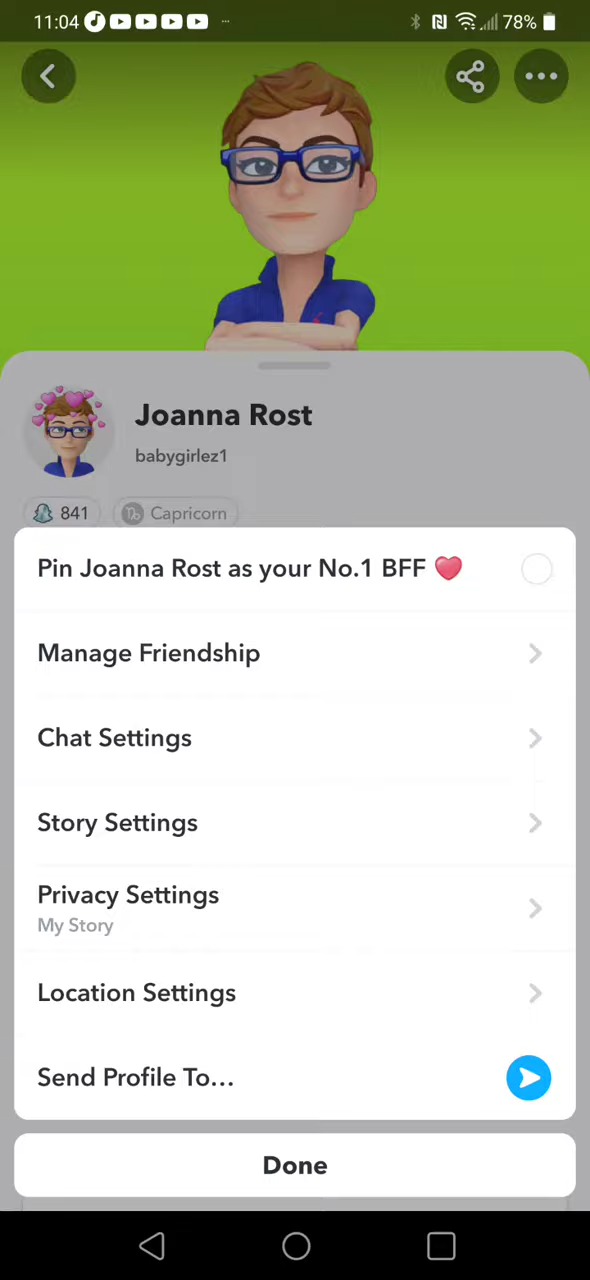 11:04
78%
Joanna Rost
babygirlez1
841
Capricorn
Pin Joanna Rost as your No.1 BFF ❤️
Manage Friendship
Chat Settings
Story Settings
Privacy Settings
My Story
Location Settings
Send Profile To...
Done